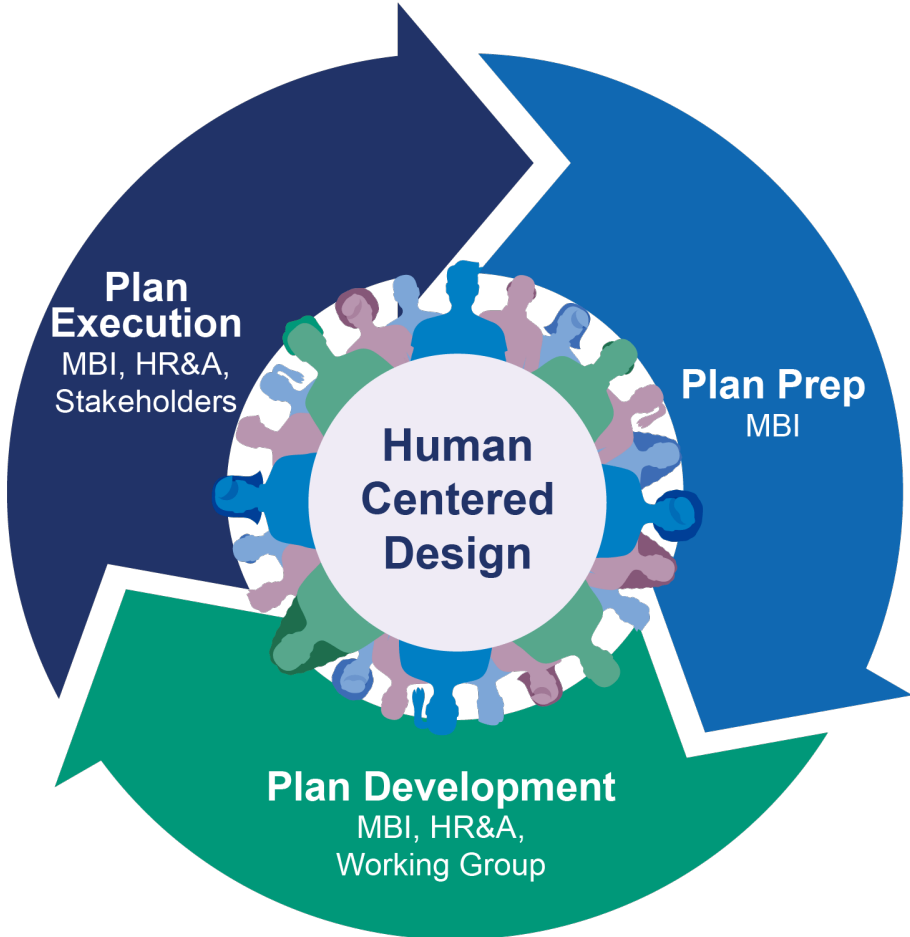 Plan
Execution
MBI, HR&A,
Stakeholders
Plan Prep
MBI
Human
Centered
Design
Plan Development
MBI, HR&A,
Working Group